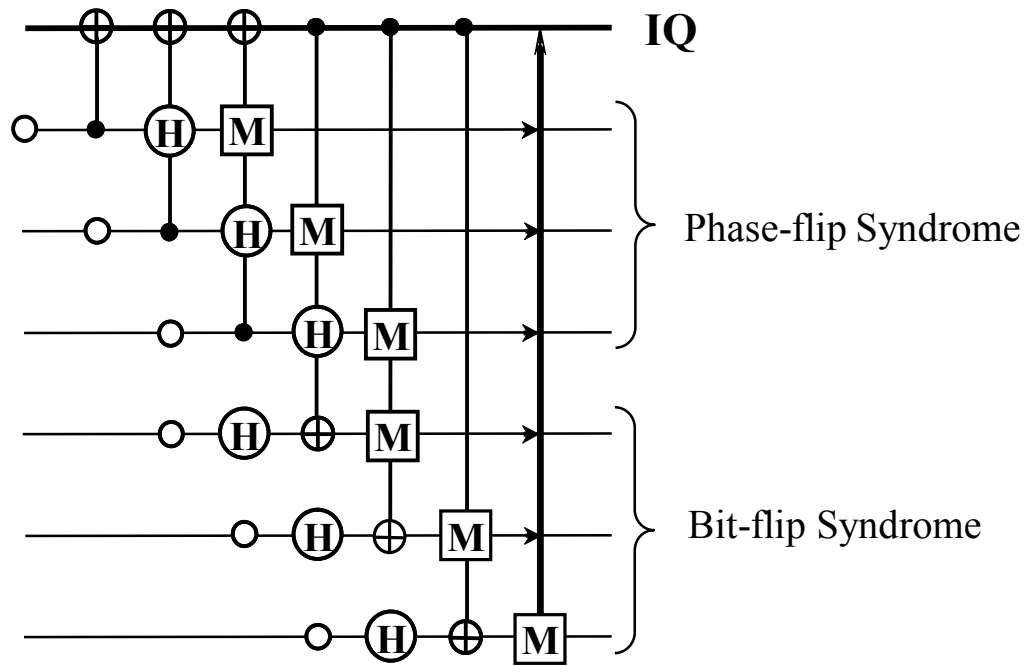 IQ
H M
H M
Phase-flip Syndrome
H M
H M
H M
Bit-flip Syndrome
H M